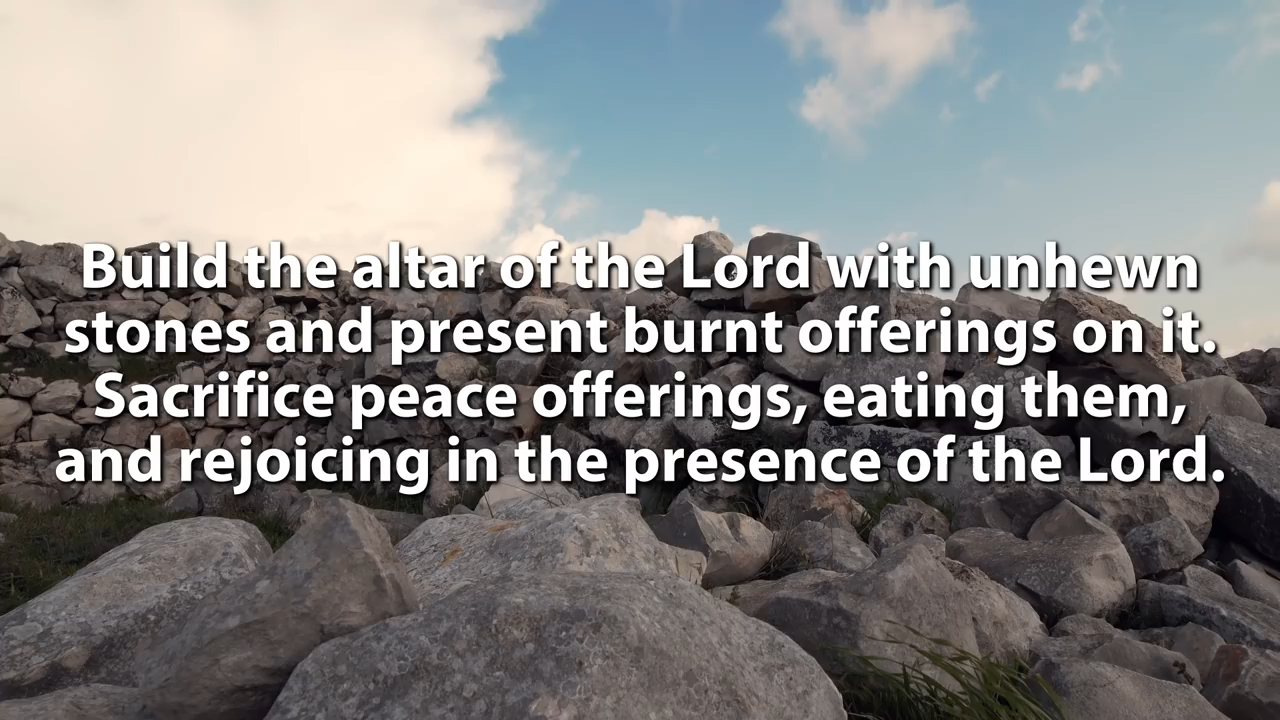 Build the altar of the Lord with unhewn
stones and present burnt offerings on it.
Sacrifice peace offerings, eating them,
and rejoicing in the presence of the Lord.